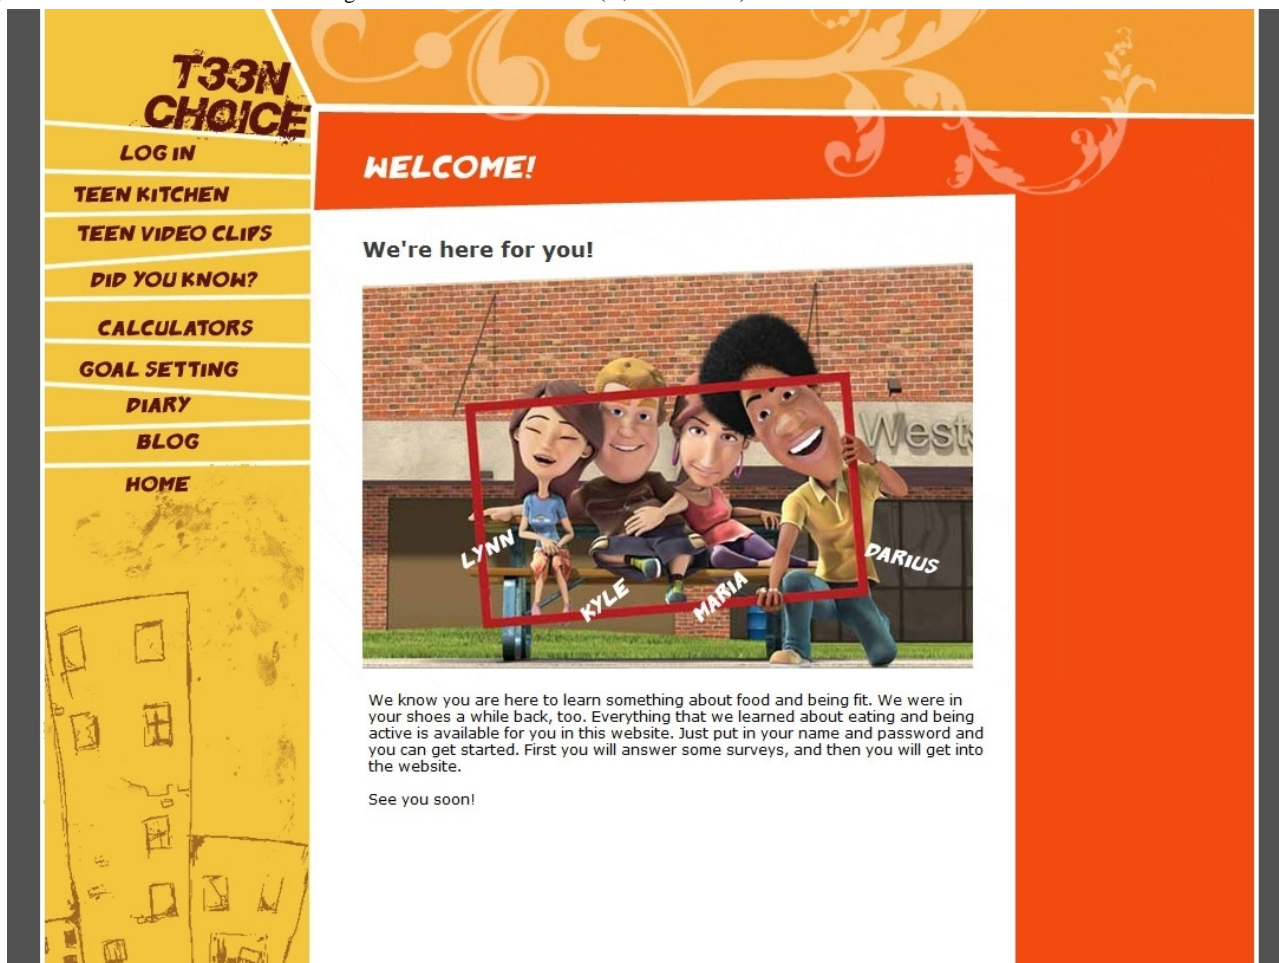 T33N
CHOICE
LOG IN
TEEN KITCHEN
TEEN VIDEO CLIPS
DID YOU KNOW?
CALCULATORS
GOAL SETTING
DIARY
BLOG
HOME
WELCOME!
We're here for you!
Wests
LYNN
KYLE
MARIA
DARIUS
We know you are here to learn something about food and being fit. We were in
your shoes a while back, too. Everything that we learned about eating and being
active is available for you in this website. Just put in your name and password and
you can get started. First you will answer some surveys, and then you will get into
the website.
See you soon!